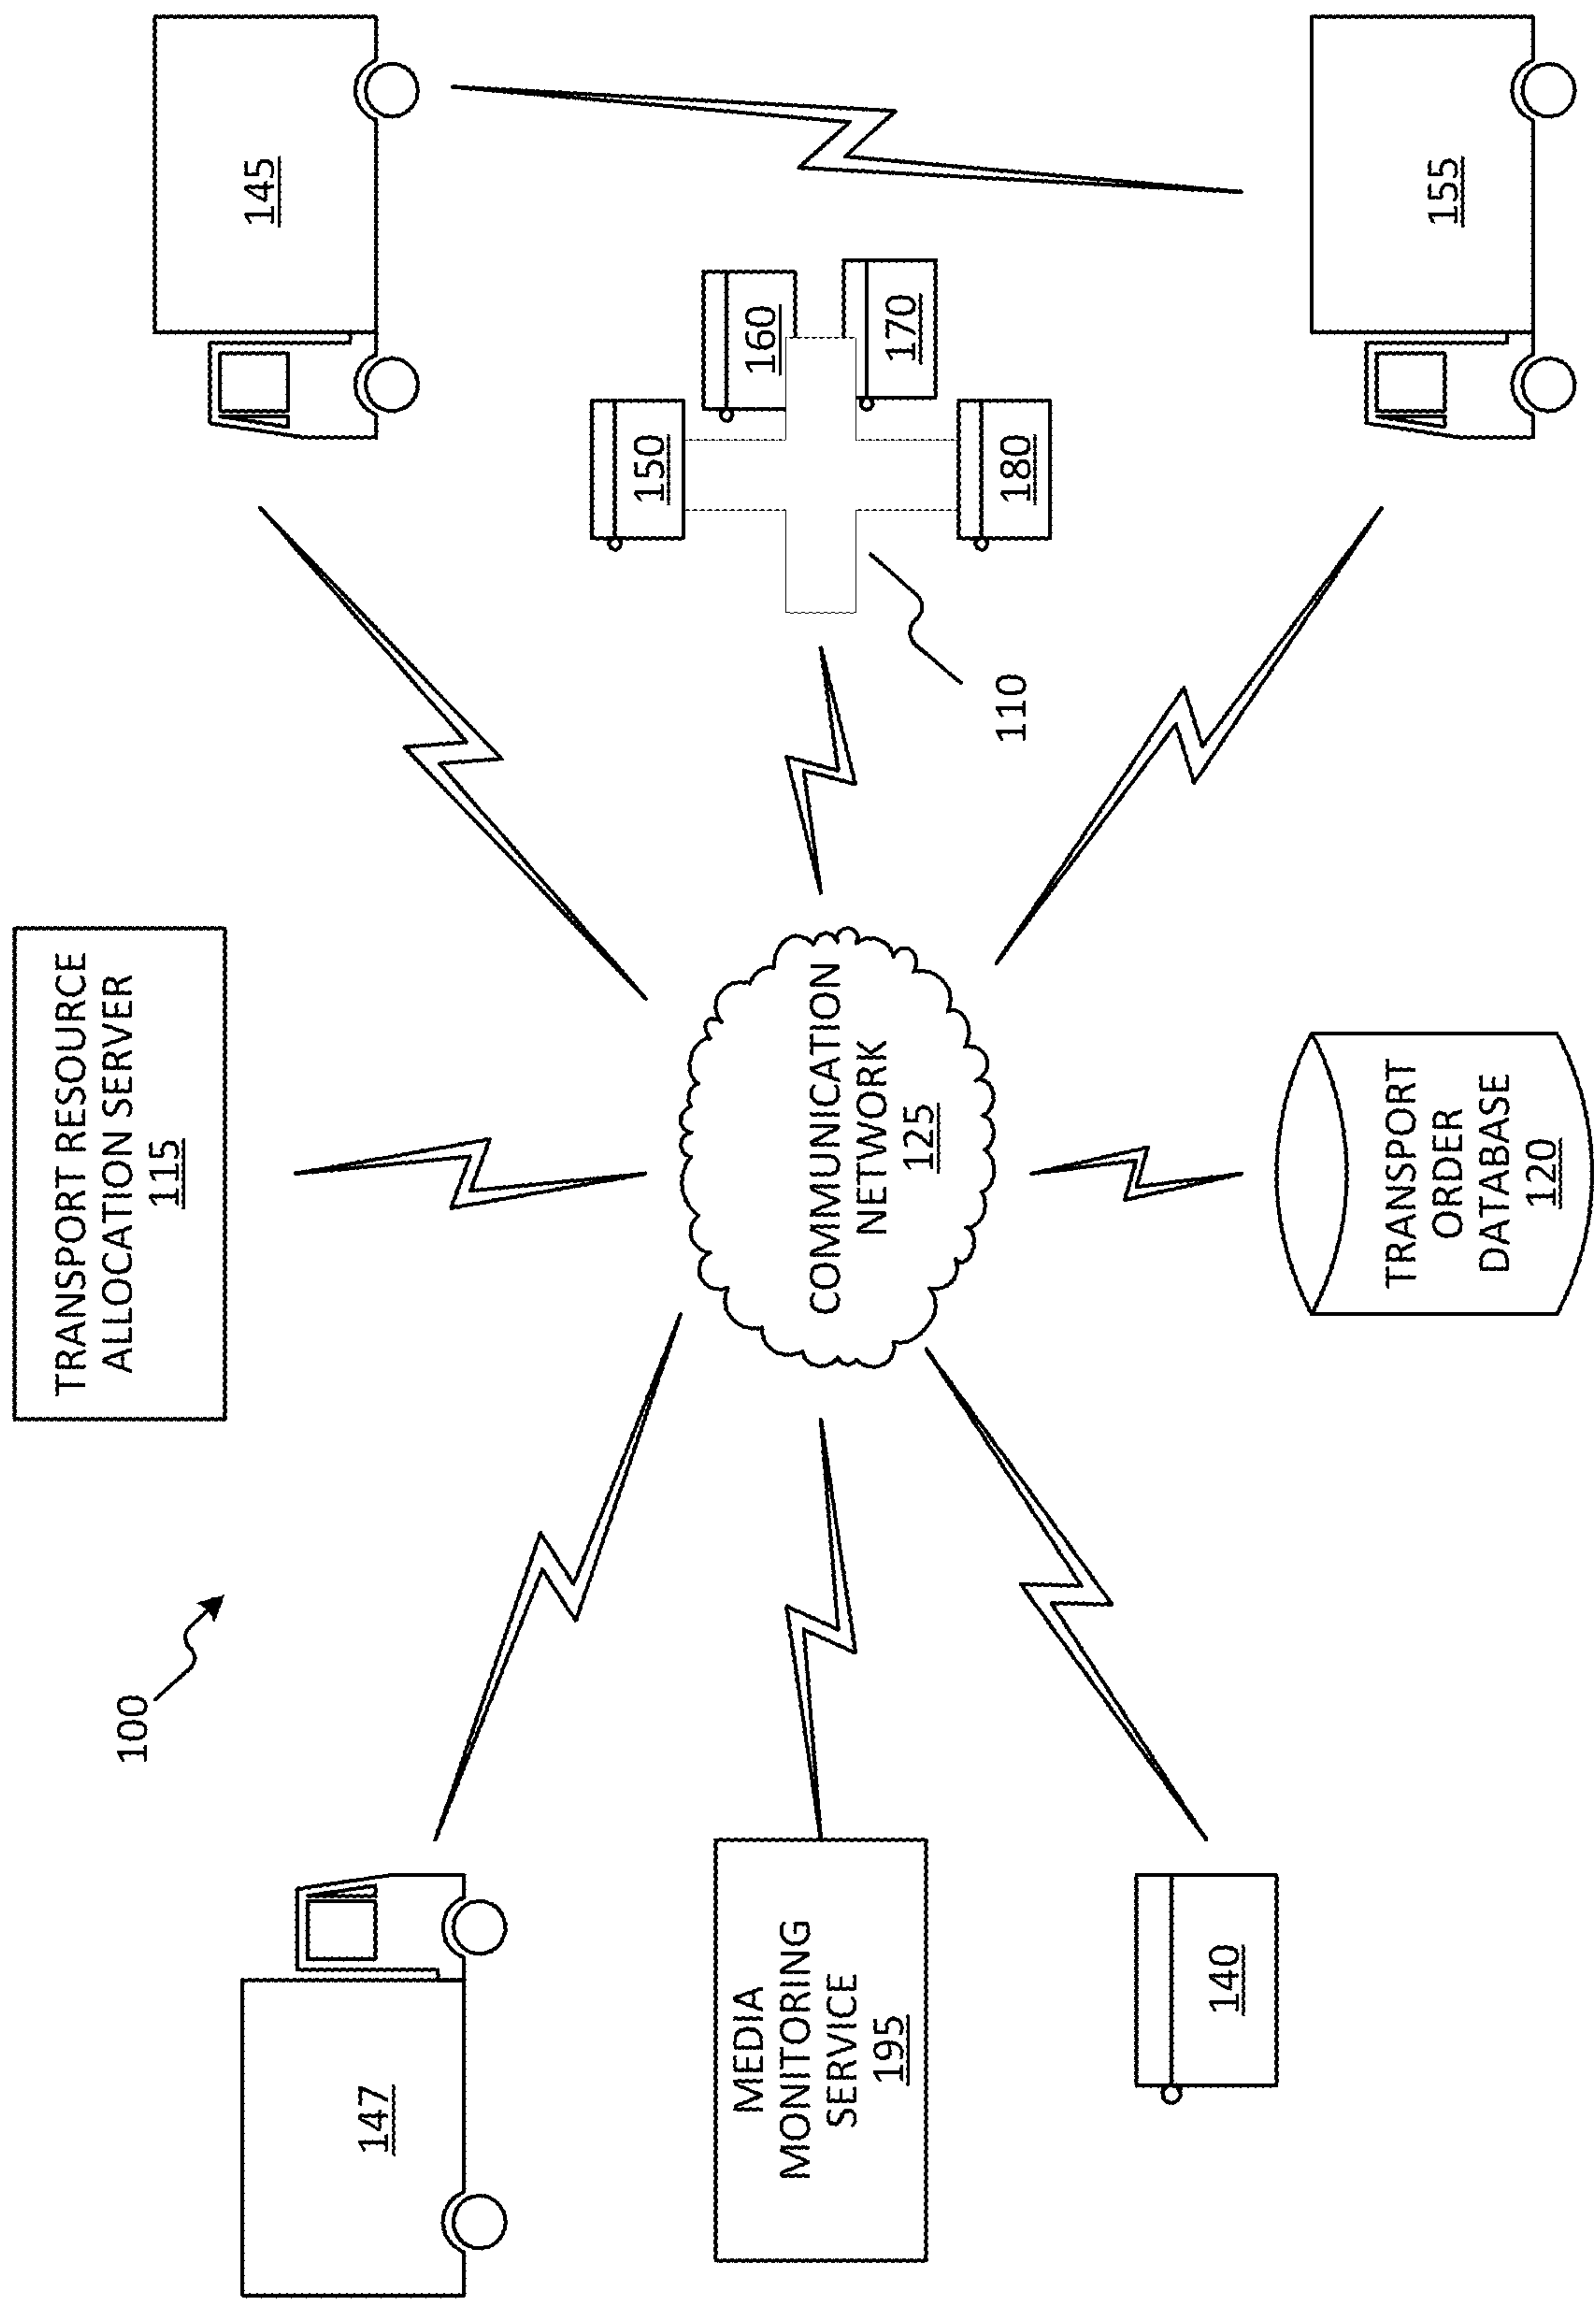 100
TRANSPORT RESOURCE
ALLOCATION SERVER
115
145
147
150
160
170
180
110
MEDIA
MONITORING
SERVICE
195
COMMUNICATION
NETWORK
125
140
TRANSPORT
ORDER
DATABASE
120
155